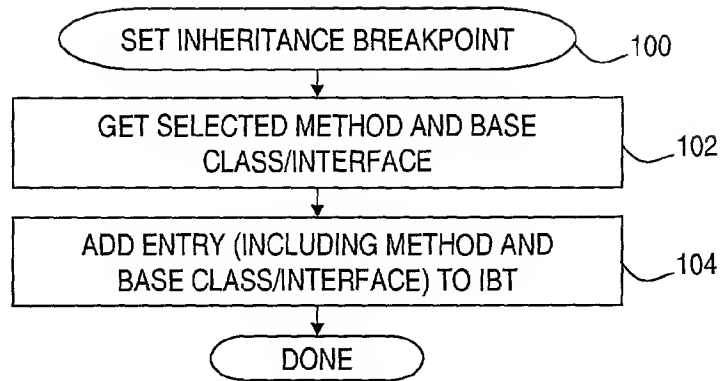 SET INHERITANCE BREAKPOINT
100
GET SELECTED METHOD AND BASE
CLASS/INTERFACE
102
ADD ENTRY (INCLUDING METHOD AND
BASE CLASS/INTERFACE) TO IBT
104
DONE